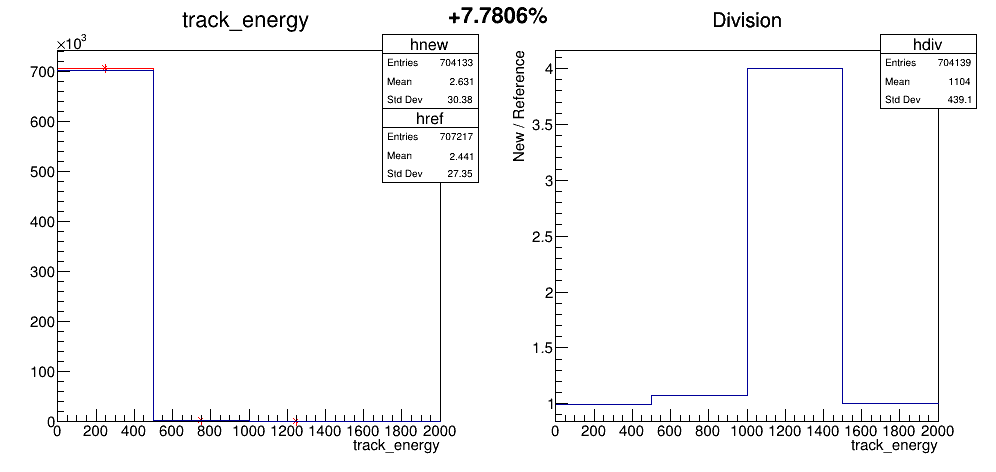 +7.7806%
track_energy
×10³
700
600
500
400
300
200
100
0
0 200 400 600 800 1000 1200 1400 1600 1800 2000
track_energy
hnew
Entries 704133
Mean 2.631
Std Dev 30.38
href
Entries 707217
Mean 2.441
Std Dev 27.35
Division
New / Reference
4
3.5
3
2.5
2
1.5
1
0 200 400 600 800 1000 1200 1400 1600 1800 2000
track_energy
hdiv
Entries 704139
Mean 1104
Std Dev 439.1